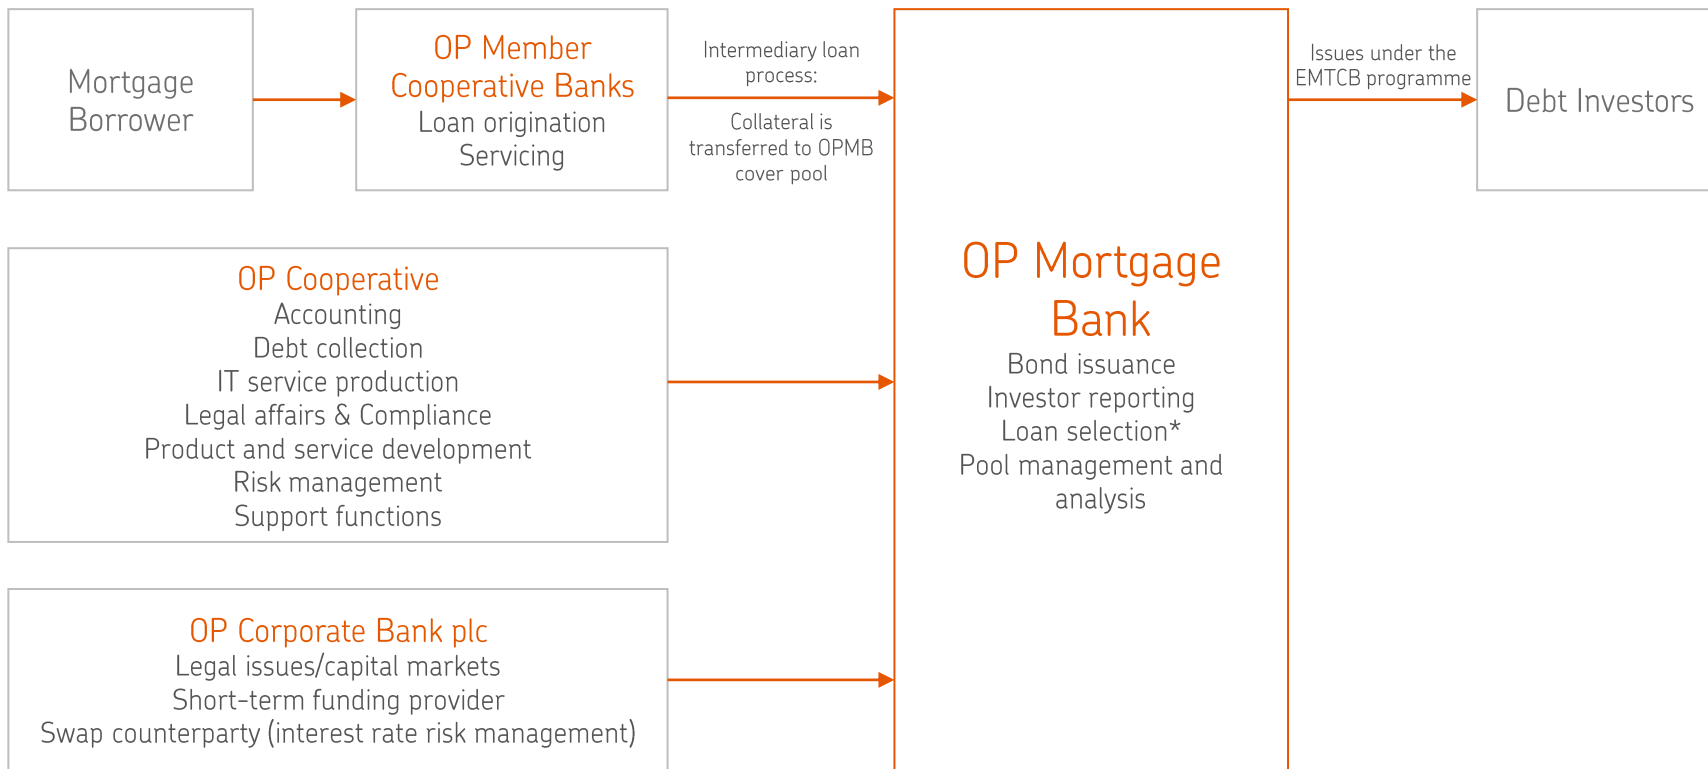 Mortgage
Borrower
OP Member
Cooperative Banks
Loan origination
Servicing
Intermediary loan
process:
Collateral is
transferred to OPMB
cover pool
Issues under the
EMTCB programme
Debt Investors
OP Cooperative
Accounting
Debt collection
IT service production
Legal affairs & Compliance
Product and service development
Risk management
Support functions
OP Mortgage
Bank
Bond issuance
Investor reporting
Loan selection*
Pool management and
analysis
OP Corporate Bank plc
Legal issues/capital markets
Short-term funding provider
Swap counterparty (interest rate risk management)